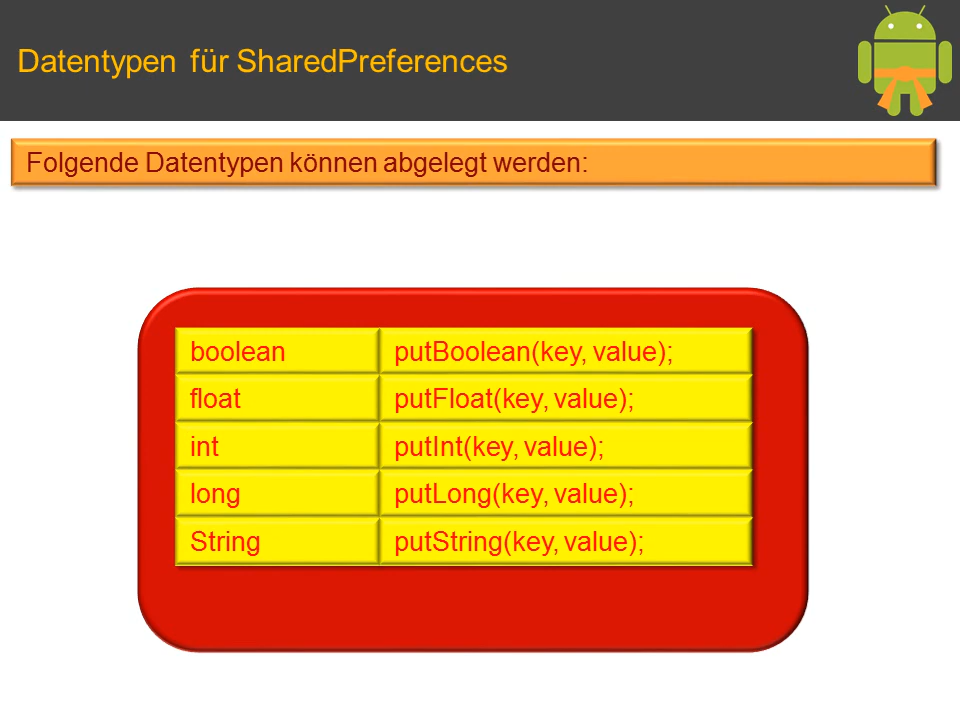 Datentypen für SharedPreferences
Folgende Datentypen können abgelegt werden:
boolean putBoolean(key, value);
float putFloat(key, value);
int putInt(key, value);
long putLong(key, value);
String putString(key, value);